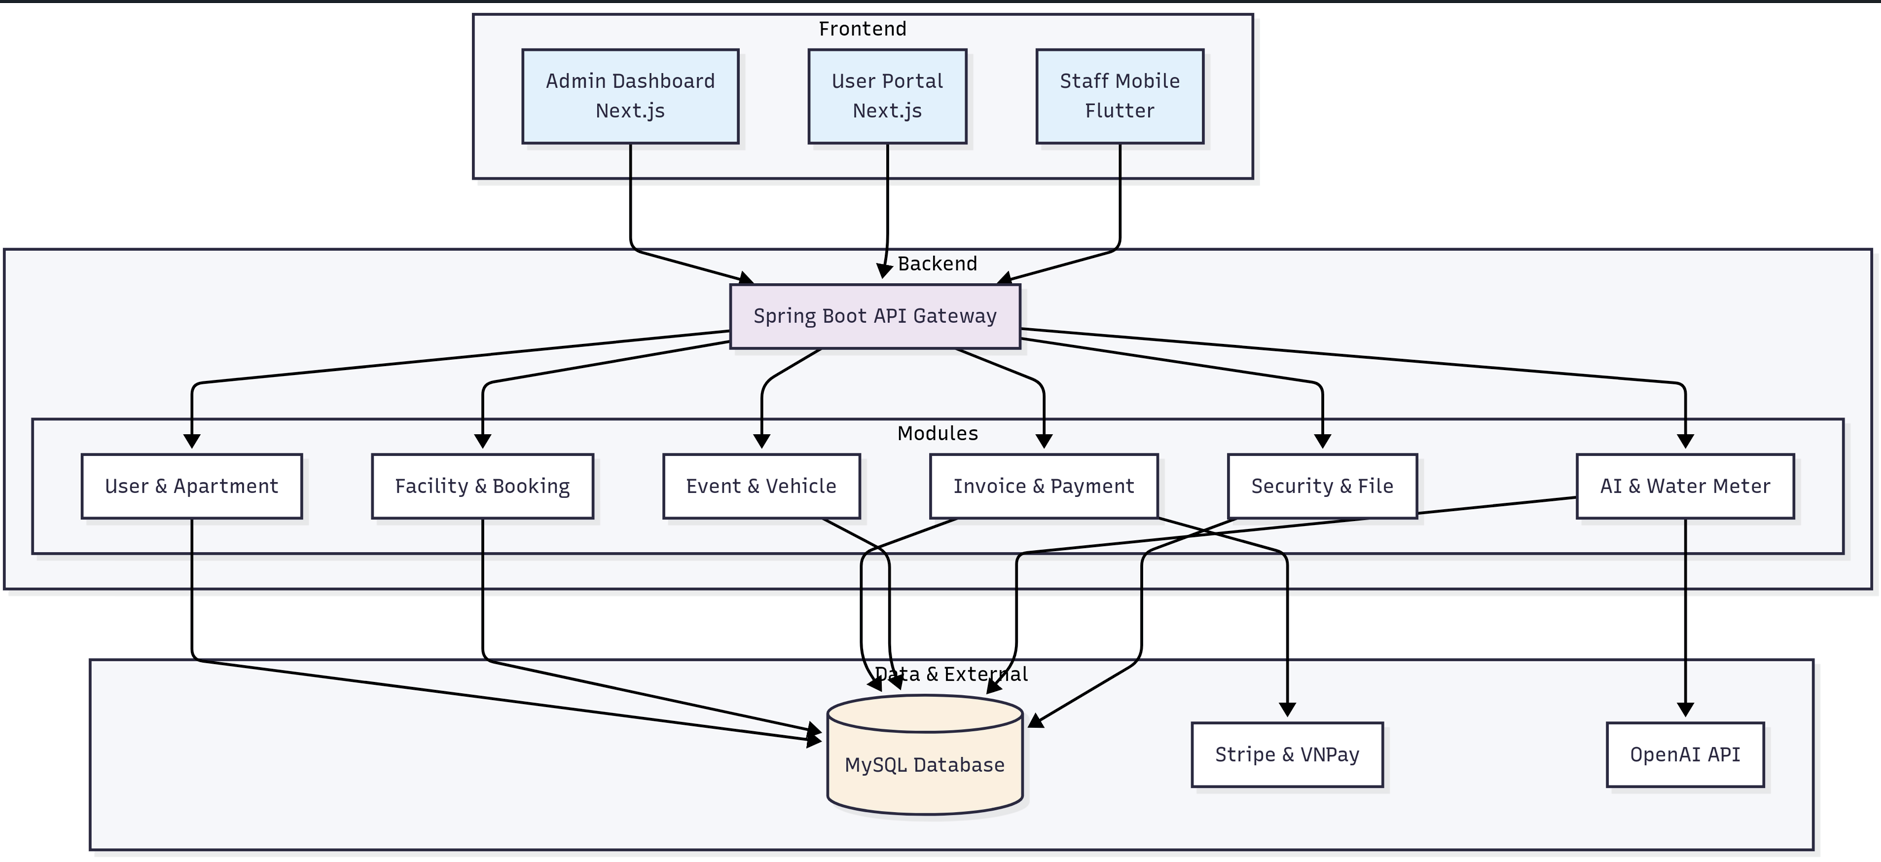 Frontend
Admin Dashboard
Next.js
User Portal
Next.js
Staff Mobile
Flutter
Backend
Spring Boot API Gateway
Modules
User & Apartment
Facility & Booking
Event & Vehicle
Invoice & Payment
Security & File
AI & Water Meter
Data & External
MySQL Database
Stripe & VNPay
OpenAI API